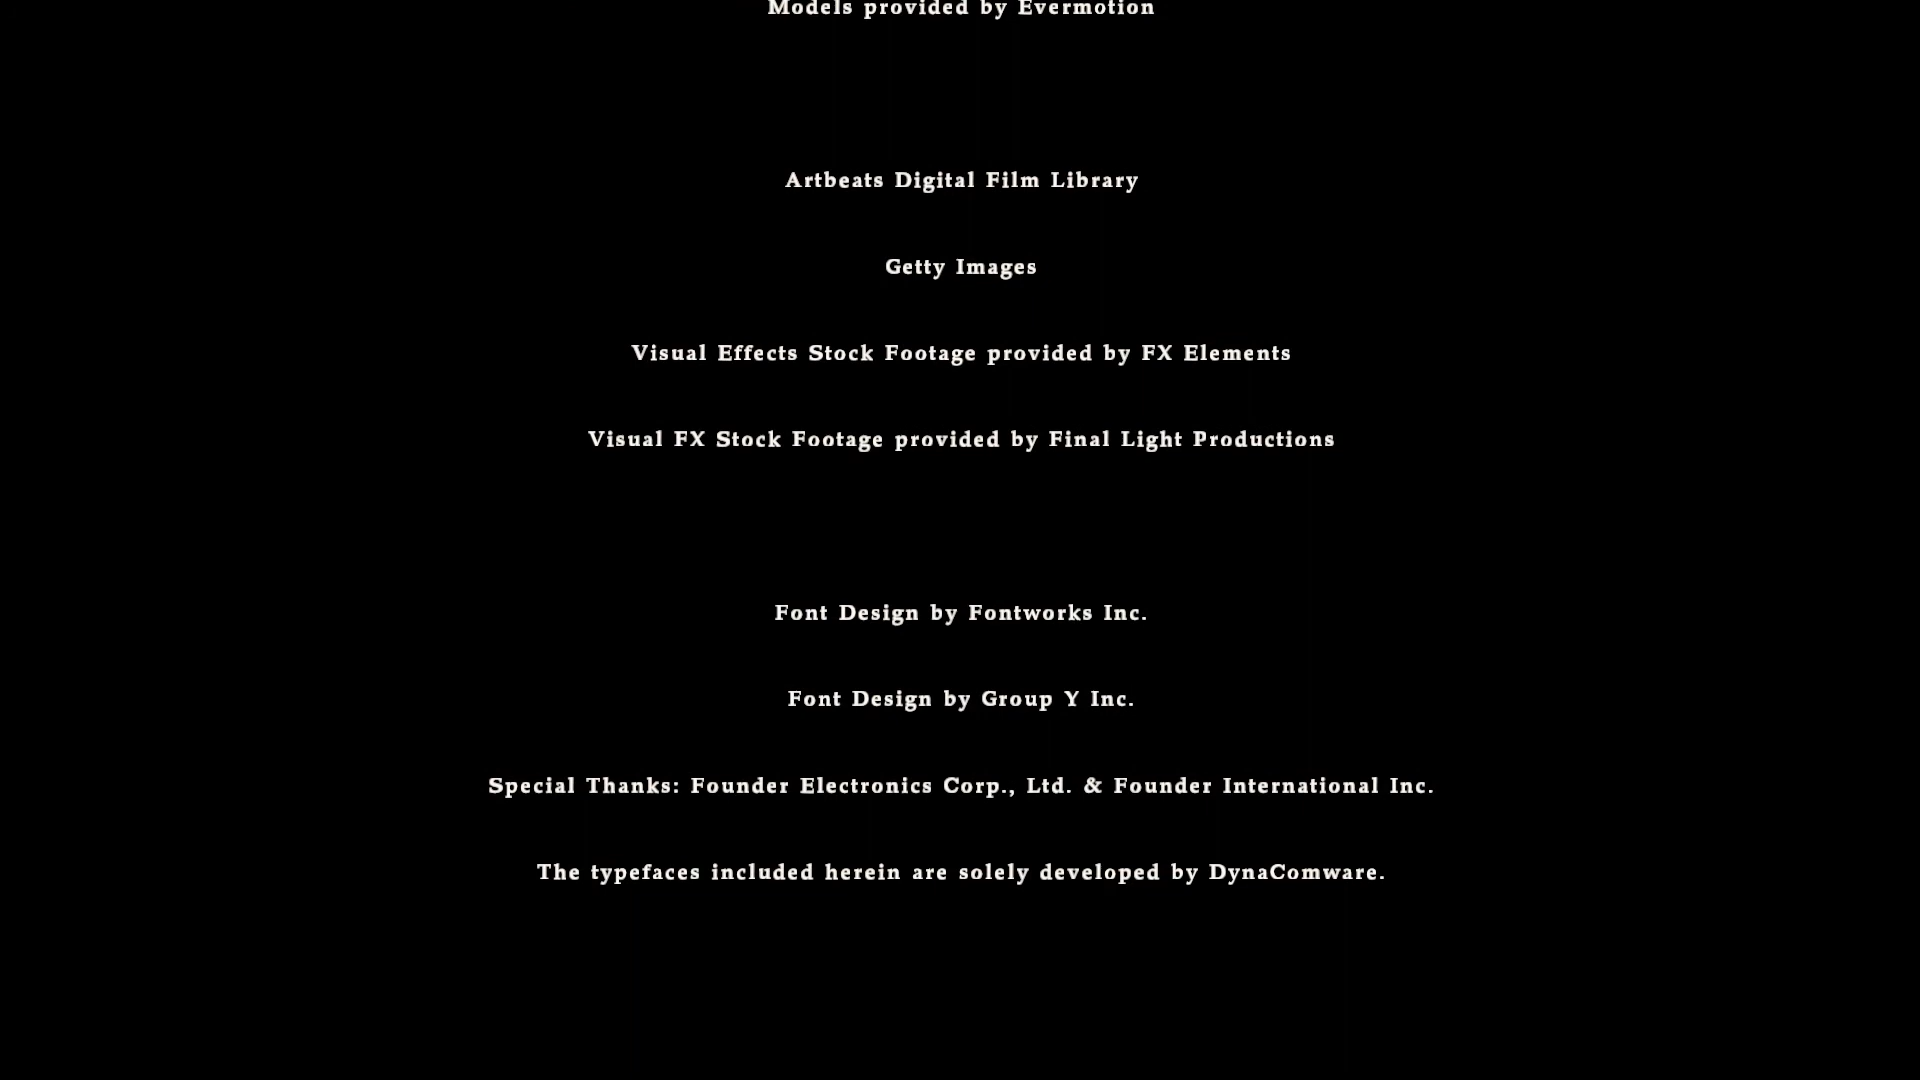 Models provided by Evermotion
Artbeats Digital Film Library
Getty Images
Visual Effects Stock Footage provided by FX Elements
Visual FX Stock Footage provided by Final Light Productions
Font Design by Fontworks Inc.
Font Design by Group Y Inc.
Special Thanks: Founder Electronics Corp., Ltd. & Founder International Inc.
The typefaces included herein are solely developed by DynaComware.